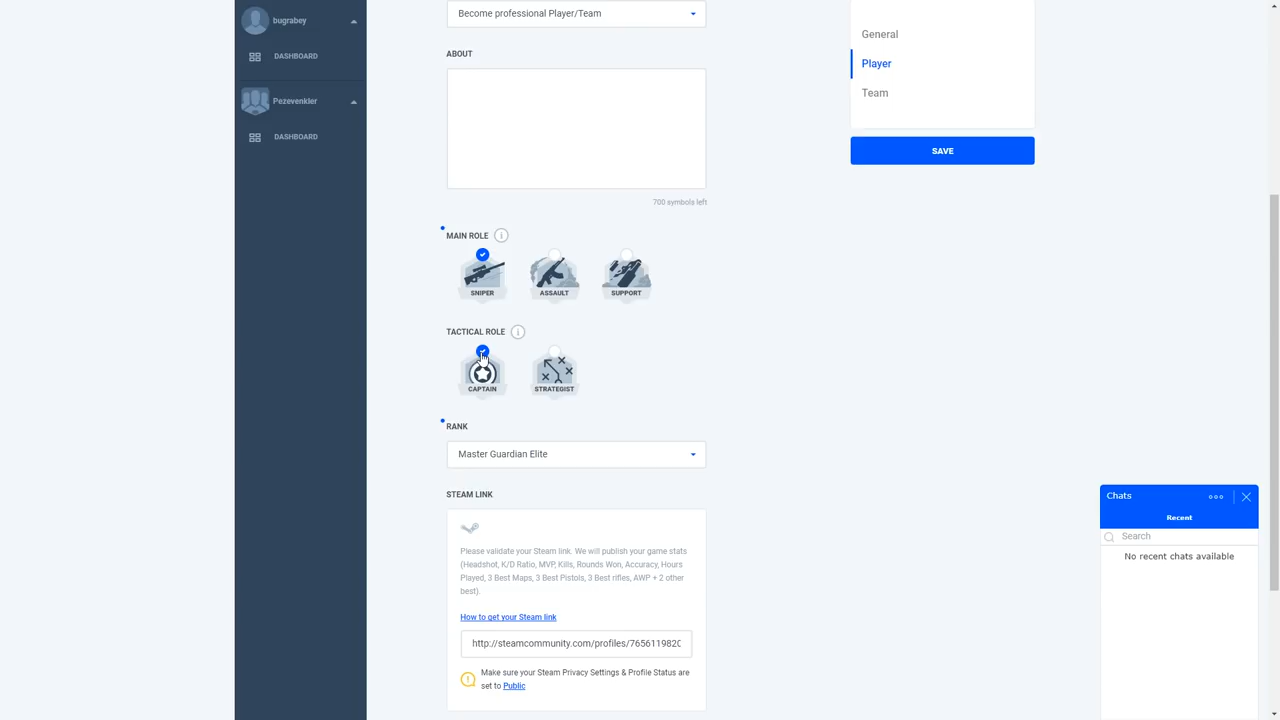 bugrabey
DASHBOARD
Pezevenkler
DASHBOARD
Become professional Player/Team
ABOUT
700 symbols left
MAIN ROLE
SNIPER
ASSAULT
SUPPORT
TACTICAL ROLE
CAPTAIN
STRATEGIST
RANK
Master Guardian Elite
STEAM LINK
Please validate your Steam link. We will publish your game stats
(Headshot, K/D Ratio, MVP, Kills, Rounds Won, Accuracy, Hours
Played, 3 Best Maps, 3 Best Pistols, 3 Best rifles, AWP + 2 other
best).
How to get your Steam link
http://steamcommunity.com/profiles/765611982
Make sure your Steam Privacy Settings & Profile Status are
set to Public
General
Player
Team
SAVE
Chats
Recent
Search
No recent chats available